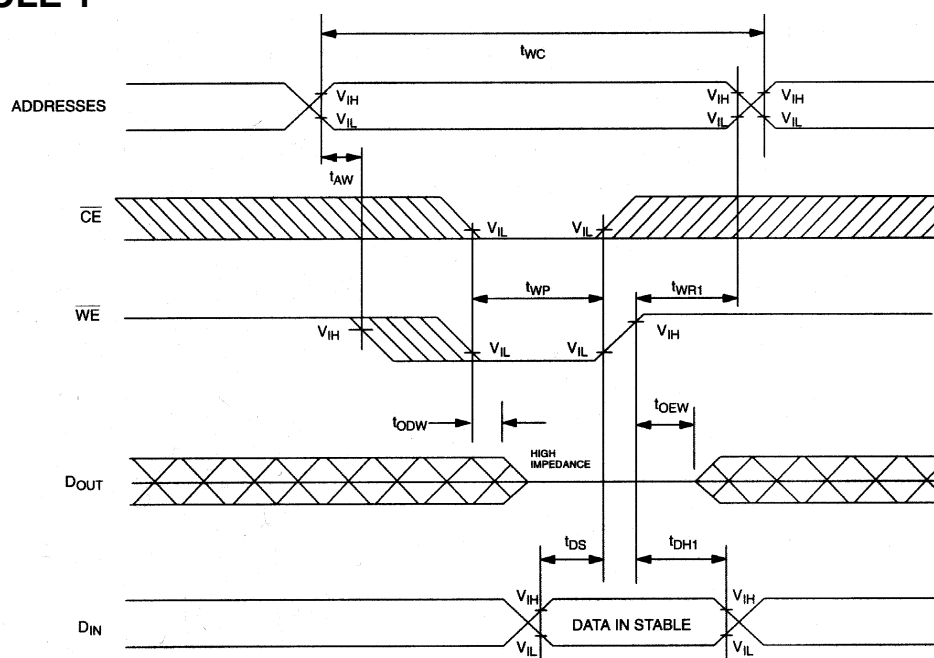 tWC
ADDRESSES
VIH
VIL
VIH
VIL
VIH
VIL
tAW
CE
VIL
VIL
tWP
tWR1
WE
VIH
VIL
VIL
VIH
tODW
tOEW
HIGH
IMPEDANCE
DOUT
tDS
tDH1
VIH
VIH
DIN
DATA IN STABLE
VIL
VIL